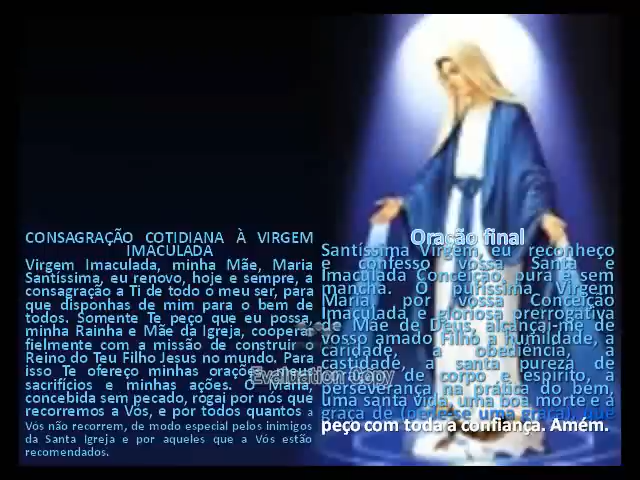 CONSAGRAÇÃO COTIDIANA À VIRGEM
IMACULADA
Virgem Imaculada, minha Mãe, Maria
Santíssima, eu renovo, hoje e sempre, a
consagração a Ti de todo o meu ser, para
que disponhas de mim para o bem de
todos. Somente Te peço que eu possa,
minha Rainha e Mãe da Igreja, cooperar
fielmente com a missão de construir o
Reino do Teu Filho Jesus no mundo. Para
isso Te ofereço minhas orações, meus
sacrifícios e minhas ações. Ó Maria,
concebida sem pecado, rogai por nós que
recorremos a Vós, e por todos quantos a
Vós não recorrem, de modo especial pelos inimigos
da Santa Igreja e por aqueles que a Vós estão
recomendados.
Oração final
Santíssima Virgem, eu reconheço
e confesso vossa Santa e
Imaculada Conceição, pura e sem
mancha. Ó puríssima Virgem
Maria, por vossa Conceição
Imaculada e gloriosa prerrogativa
de Mãe de Deus, alcançai-me de
vosso amado Filho a humildade, a
caridade, a obediência, a
castidade, a santa pureza de
de corpo e espírito, a
perseverança na prática do bem,
uma santa vida, uma boa morte e a
graça de (pede-se uma graça), que
peço com toda a confiança. Amém.
Evaluation Copy